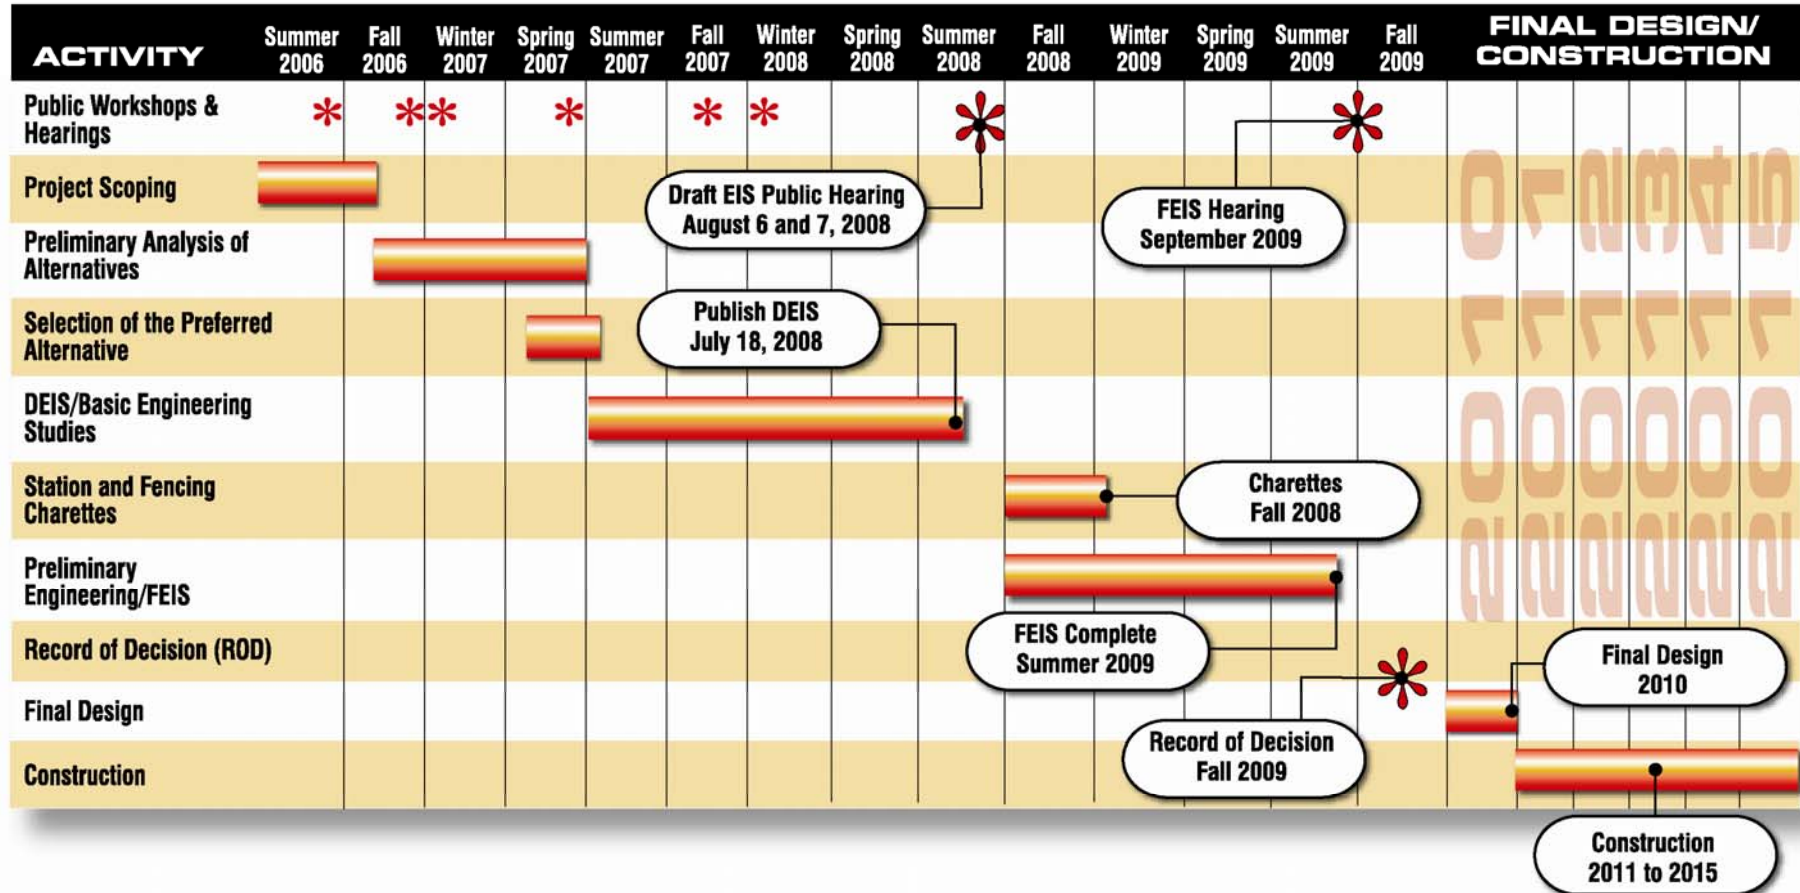 ACTIVITY
Summer 2006
Fall 2006
Winter 2007
Spring 2007
Summer 2007
Fall 2007
Winter 2008
Spring 2008
Summer 2008
Fall 2008
Winter 2009
Spring 2009
Summer 2009
Fall 2009
FINAL DESIGN/
CONSTRUCTION
Public Workshops &
Hearings
Project Scoping
Draft EIS Public Hearing
August 6 and 7, 2008
FEIS Hearing
September 2009
2010
2011
2012
2013
2014
2015
Preliminary Analysis of
Alternatives
Selection of the Preferred
Alternative
Publish DEIS
July 18, 2008
DEIS/Basic Engineering
Studies
Station and Fencing
Charettes
Charettes
Fall 2008
Preliminary
Engineering/FEIS
FEIS Complete
Summer 2009
Record of Decision (ROD)
Final Design
2010
Final Design
Record of Decision
Fall 2009
Construction
Construction
2011 to 2015